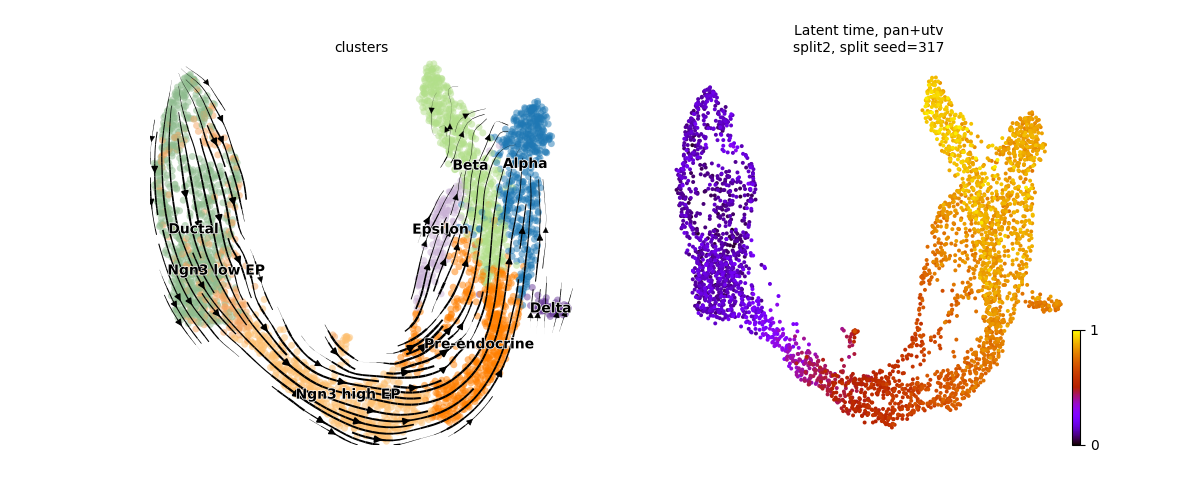 clusters
Beta
Alpha
Ductal
Epsilon
Ngn3 low EP
Delta
Pre-endocrine
Ngn3 high EP
Latent time, pan+utv
split2, split seed=317
1
0